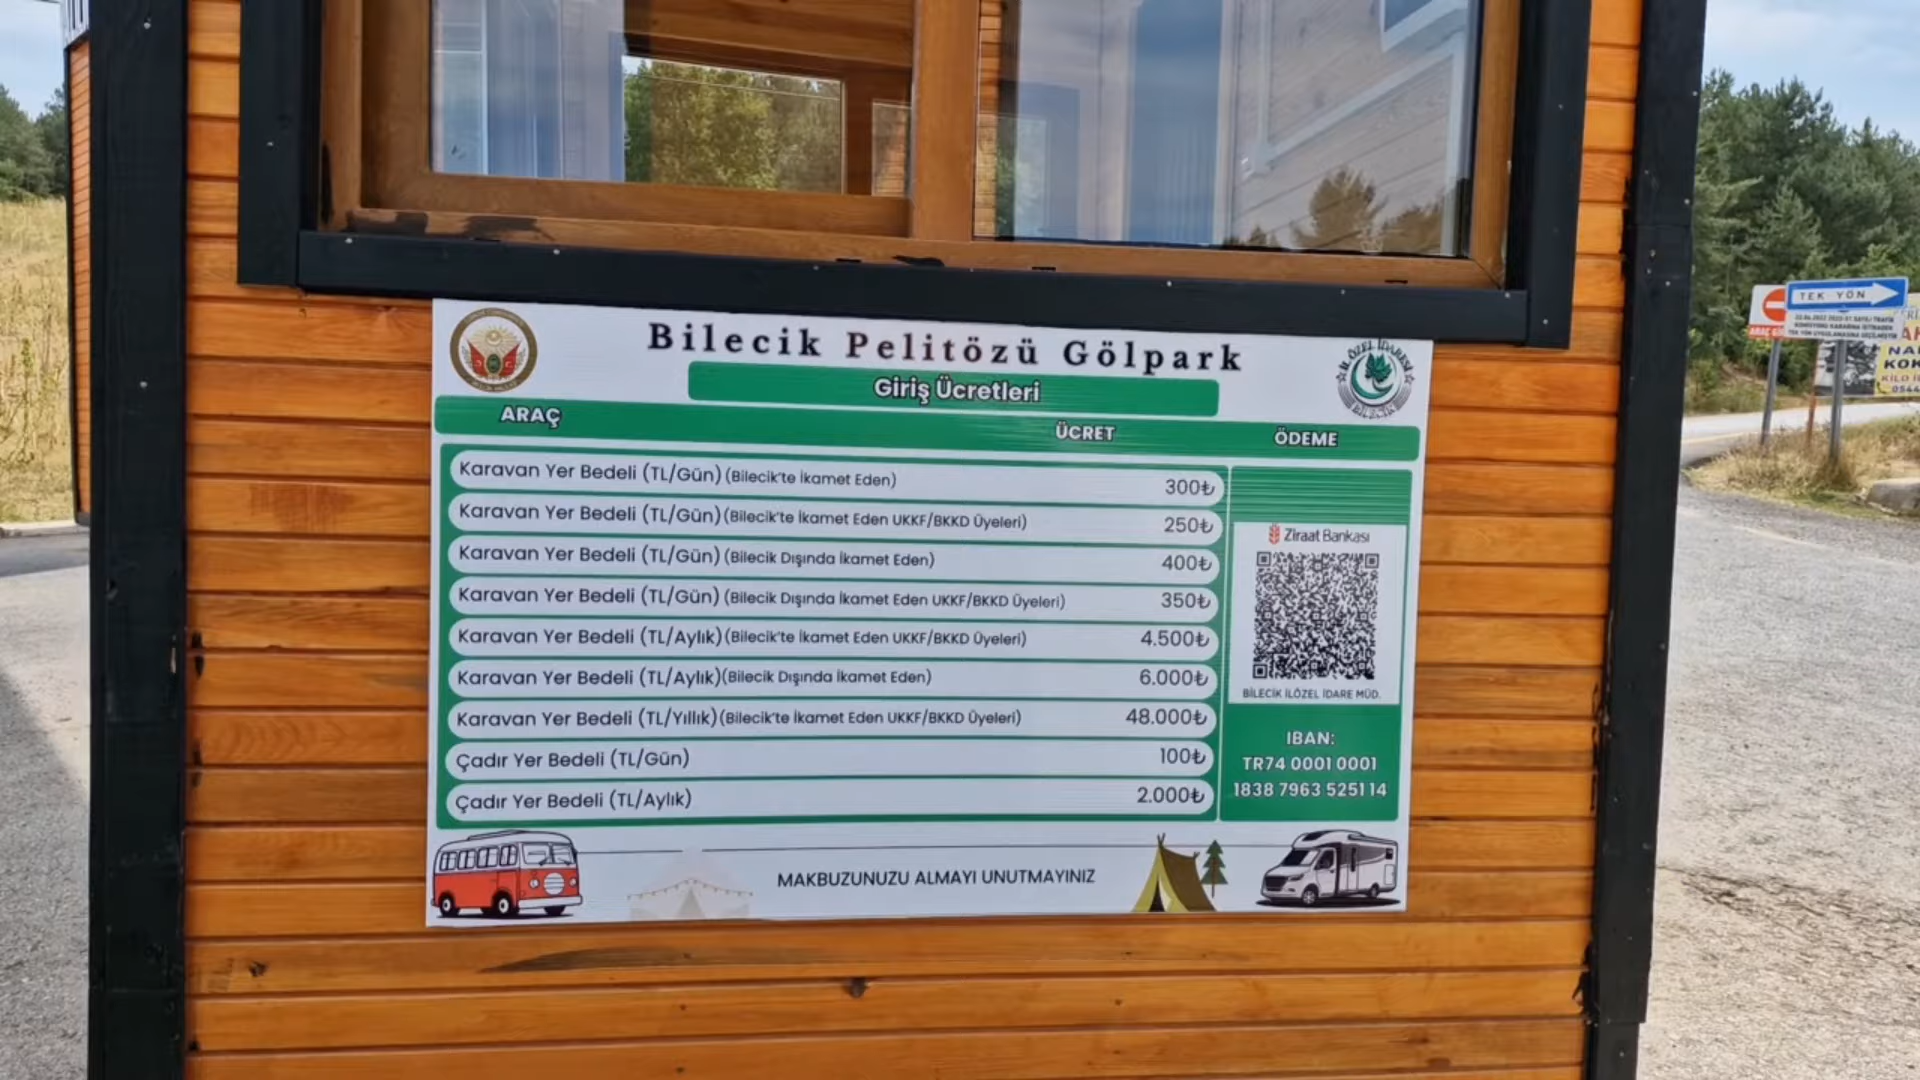 Bilecik Pelitözü Gölpark
Giriş Ücretleri
ARAÇ ÜCRET ÖDEME
Karavan Yer Bedeli (TL/Gün) (Bilecik'te İkamet Eden) 300₺
Karavan Yer Bedeli (TL/Gün) (Bilecik'te İkamet Eden UKKF/BKKD Üyeleri) 250₺
Karavan Yer Bedeli (TL/Gün) (Bilecik Dışında İkamet Eden) 400₺
Karavan Yer Bedeli (TL/Gün) (Bilecik Dışında İkamet Eden UKKF/BKKD Üyeleri) 350₺
Karavan Yer Bedeli (TL/Aylık) (Bilecik'te İkamet Eden UKKF/BKKD Üyeleri) 4.500₺
Karavan Yer Bedeli (TL/Aylık)(Bilecik Dışında İkamet Eden) 6.000₺
Karavan Yer Bedeli (TL/Yıllık)(Bilecik'te İkamet Eden UKKF/BKKD Üyeleri) 48.000₺
Çadır Yer Bedeli (TL/Gün) 100₺
Çadır Yer Bedeli (TL/Aylık) 2.000₺
Ziraat Bankası
BİLECİK İLÖZEL İDARE MÜD.
IBAN:
TR74 0001 0001
1838 7963 5251 14
MAKBUZUNUZU ALMAYI UNUTMAYINIZ
İL ÖZEL İDARESİ
BİLECİK
TEK YÖN